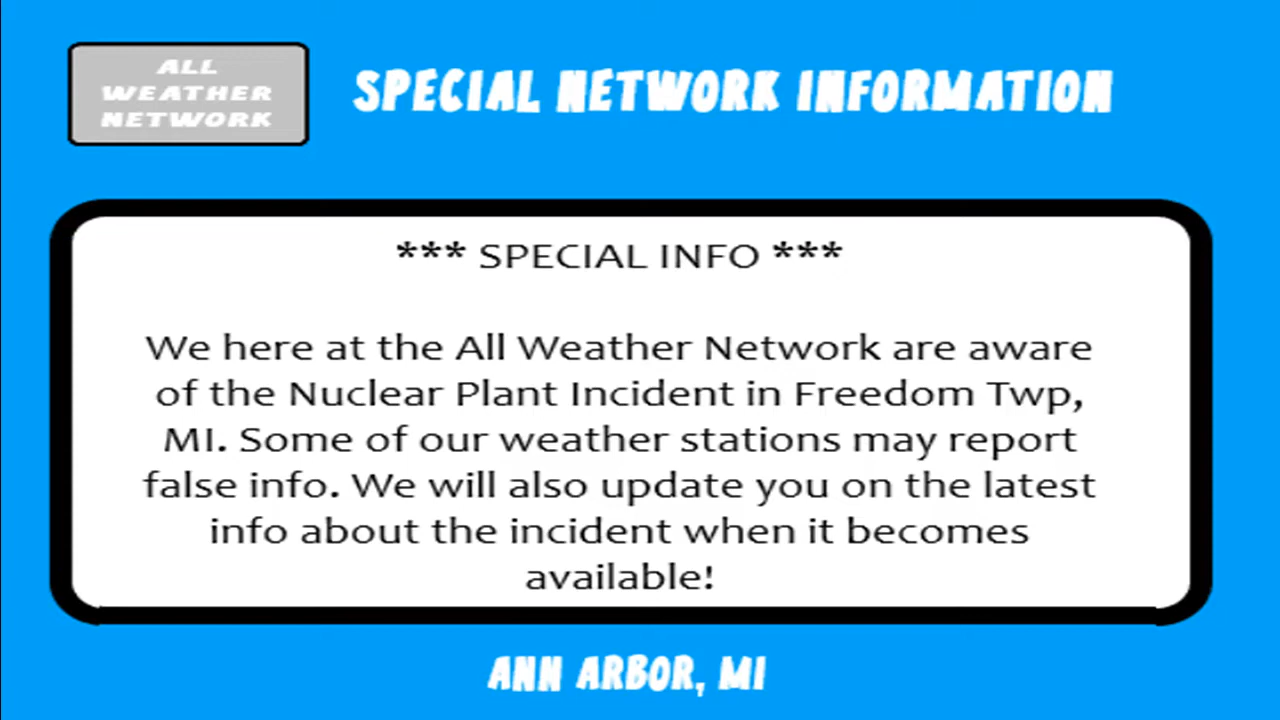 ALL
WEATHER
NETWORK
SPECIAL NETWORK INFORMATION
*** SPECIAL INFO ***
We here at the All Weather Network are aware
of the Nuclear Plant Incident in Freedom Twp,
MI. Some of our weather stations may report
false info. We will also update you on the latest
info about the incident when it becomes
available!
ANN ARBOR, MI